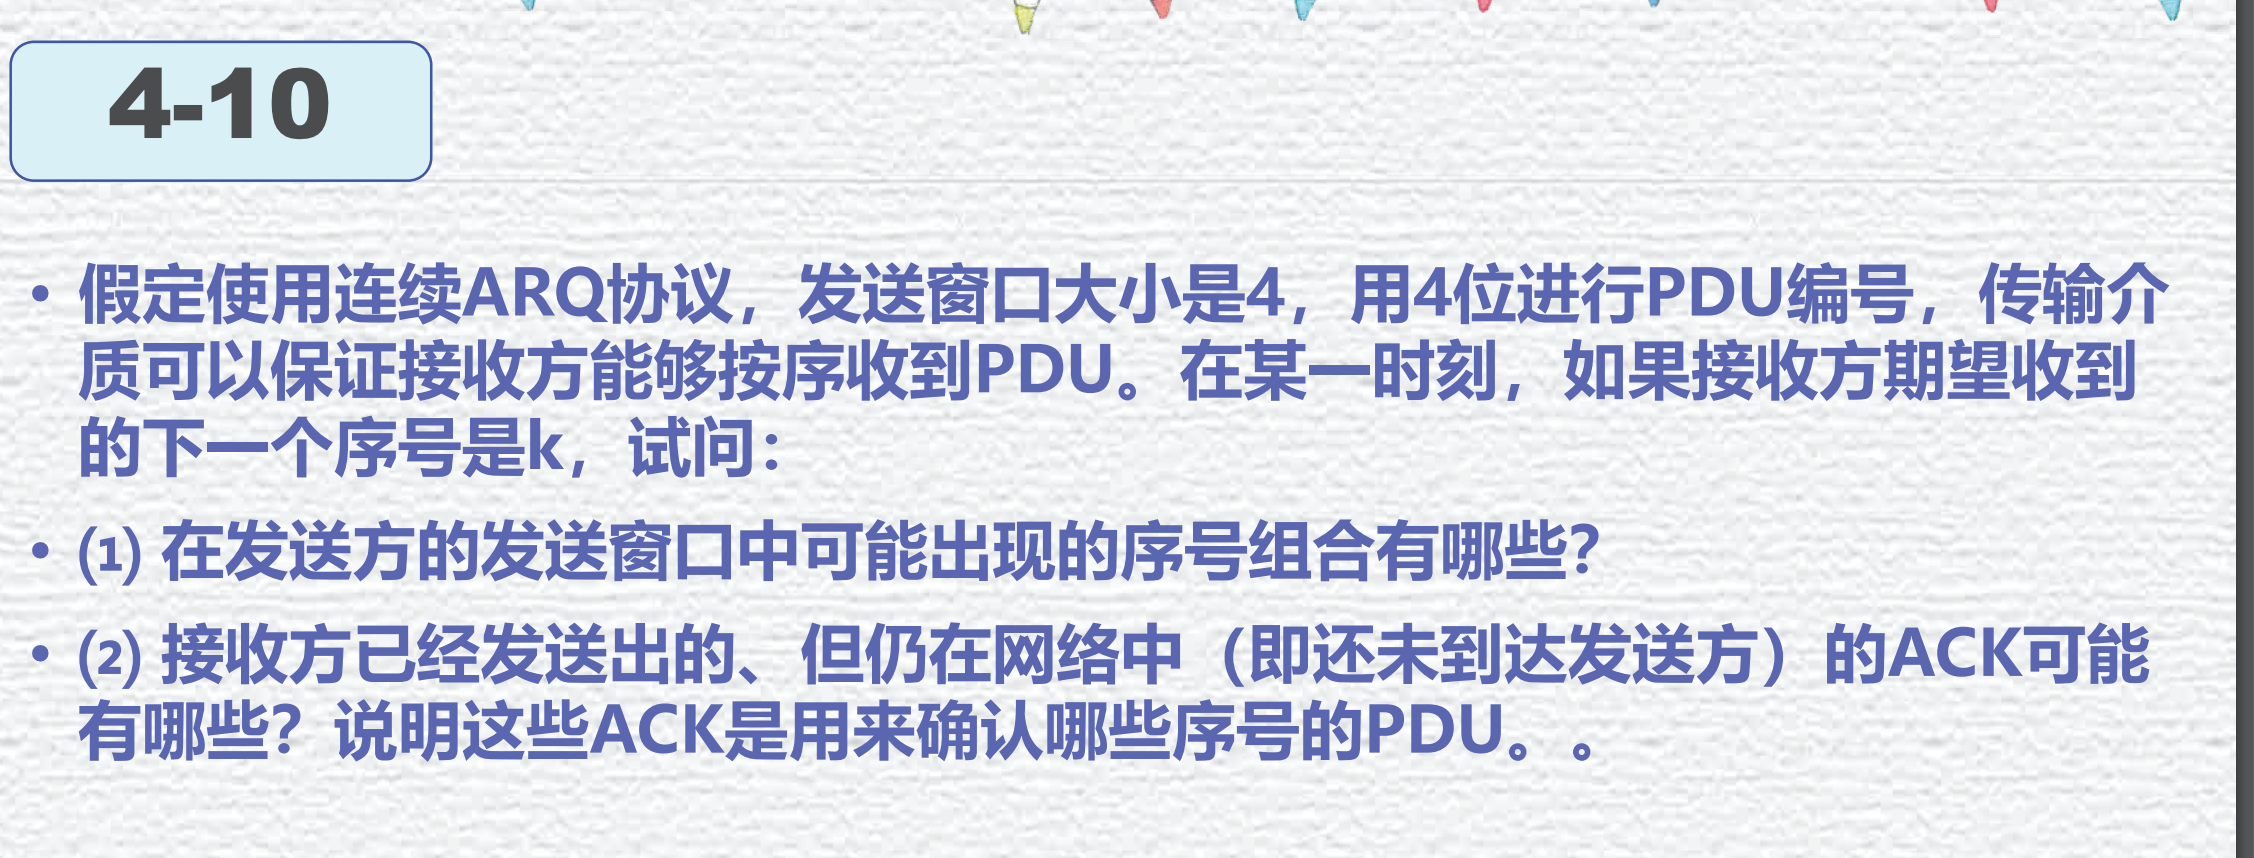 4-10
• 假定使用连续ARQ协议，发送窗口大小是4，用4位进行PDU编号，传输介
质可以保证接收方能够按序收到PDU。在某一时刻，如果接收方期望收到
的下一个序号是k，试问：
• (1) 在发送方的发送窗口中可能出现的序号组合有哪些？
• (2) 接收方已经发送出的、但仍在网络中（即还未到达发送方）的ACK可能
有哪些？说明这些ACK是用来确认哪些序号的PDU。。